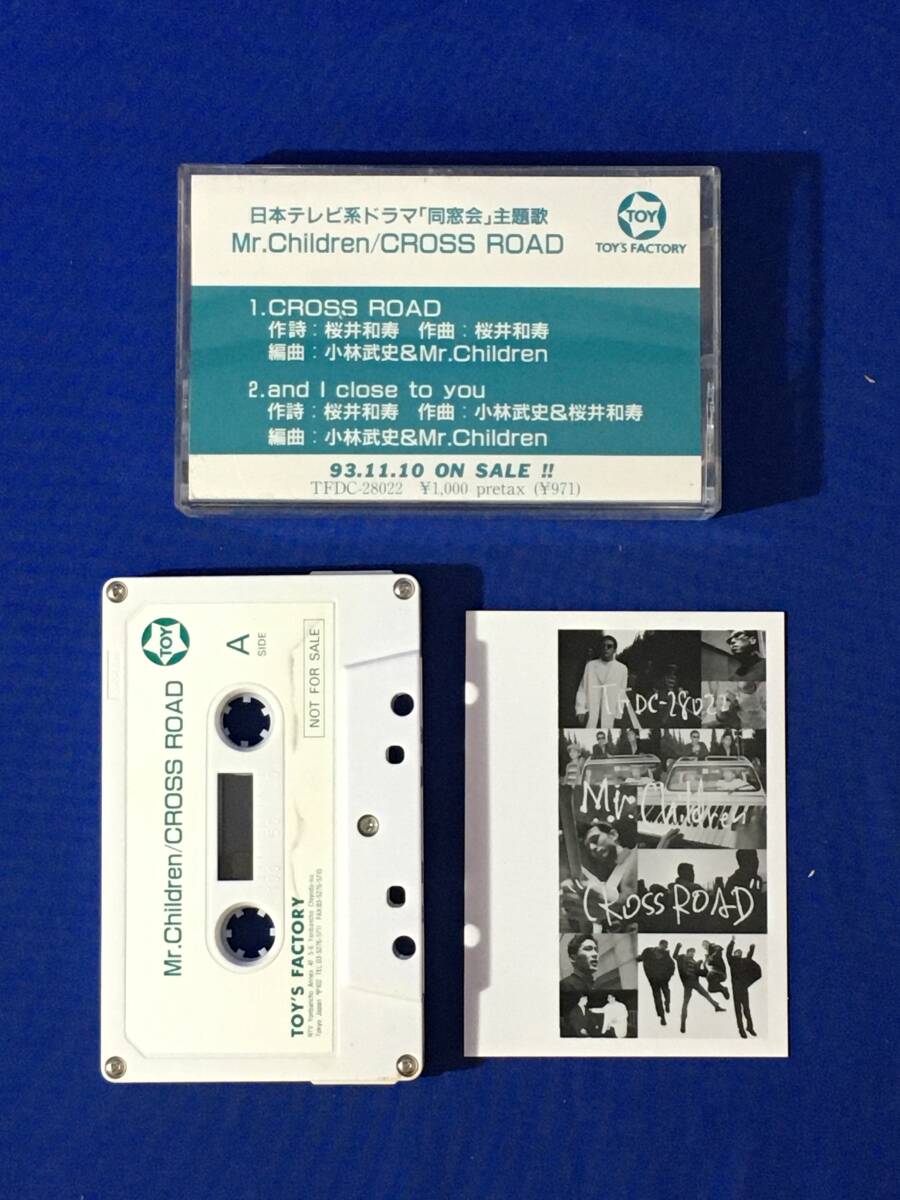 日本テレビ系ドラマ「同窓会」主題歌
Mr.Children/CROSS ROAD
TOY
TOY'S FACTORY
1.CROSS ROAD
作詩：桜井和寿　作曲：桜井和寿
編曲：小林武史&Mr.Children
2.and I close to you
作詩：桜井和寿　作曲：小林武史&桜井和寿
編曲：小林武史&Mr.Children
93.11.10 ON SALE !!
TFDC-28022 ¥1,000 pretax (¥971)
TOY
Mr.Children/CROSS ROAD
A
SIDE
NOT FOR SALE
TOY'S FACTORY
TFDC-28022
Mr.Children
"CROSS ROAD"